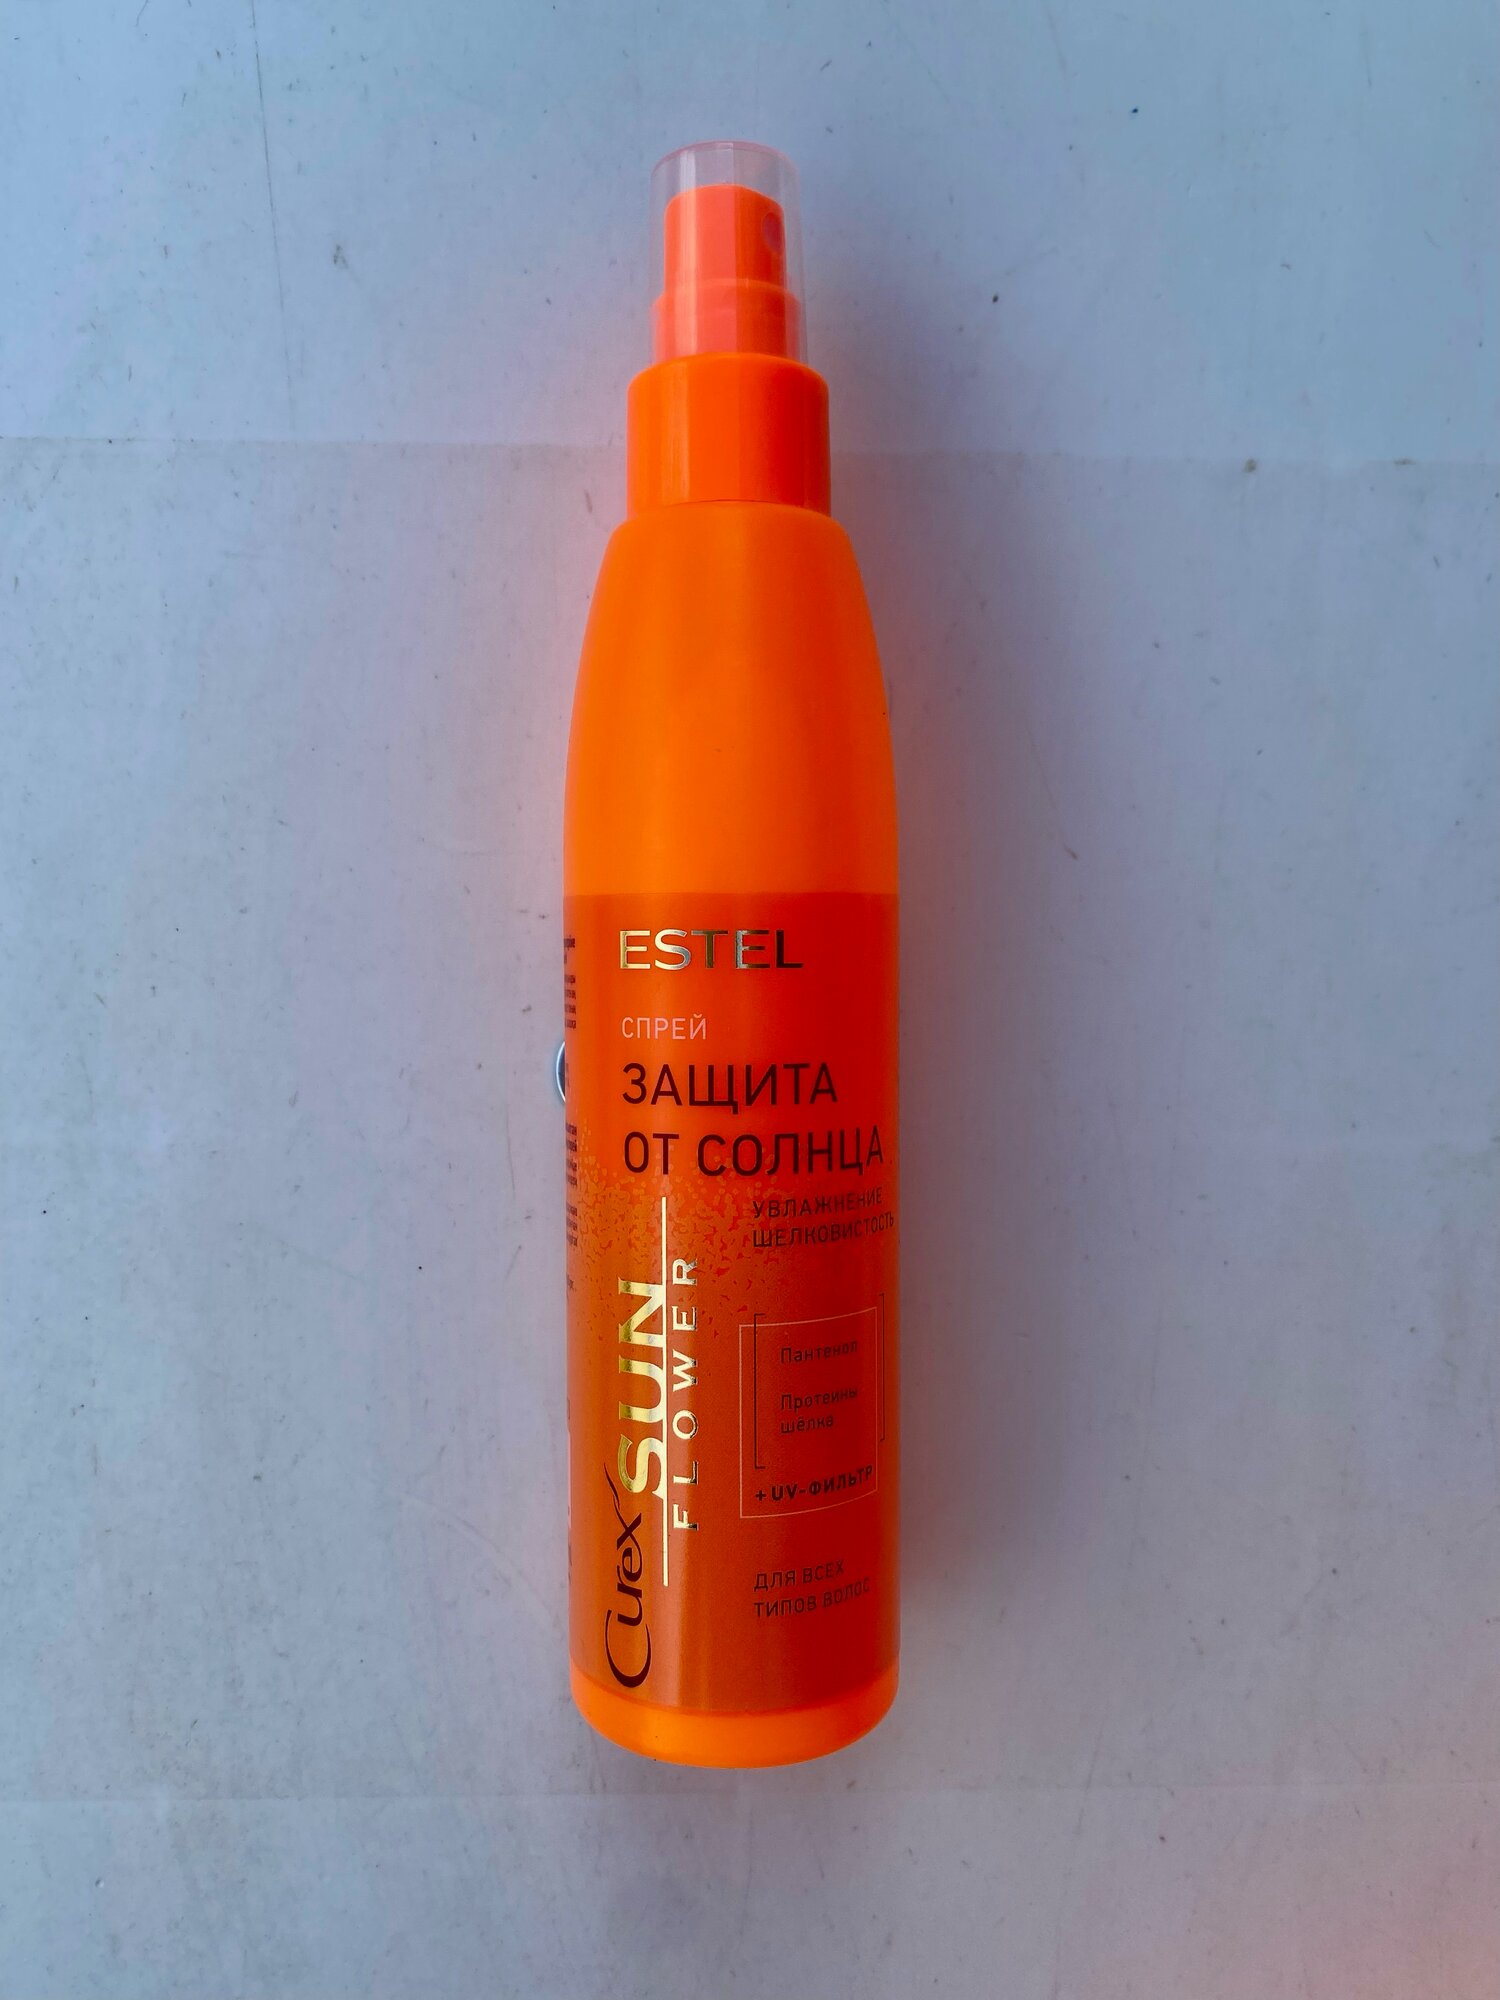 ESTEL
СПРЕЙ
ЗАЩИТА
ОТ СОЛНЦА
УВЛАЖНЕНИЕ
ШЕЛКОВИСТОСТЬ
Curex SUN
FLOWER
Пантенол
Протеины
шёлка
+UV-ФИЛЬТР
ДЛЯ ВСЕХ
ТИПОВ ВОЛОС